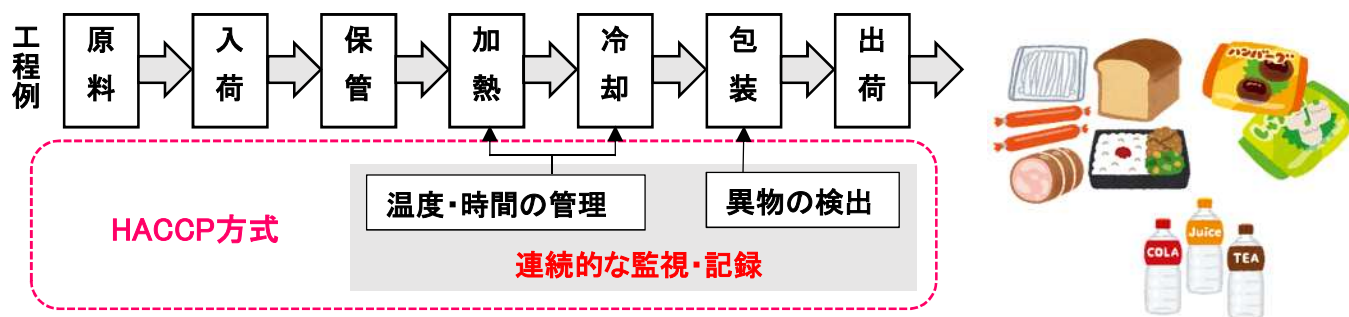 工程例
原料
入荷
保管
加熱
冷却
包装
出荷
温度・時間の管理
異物の検出
HACCP方式
連続的な監視・記録
ハンバーグ
COLA
Juice
TEA